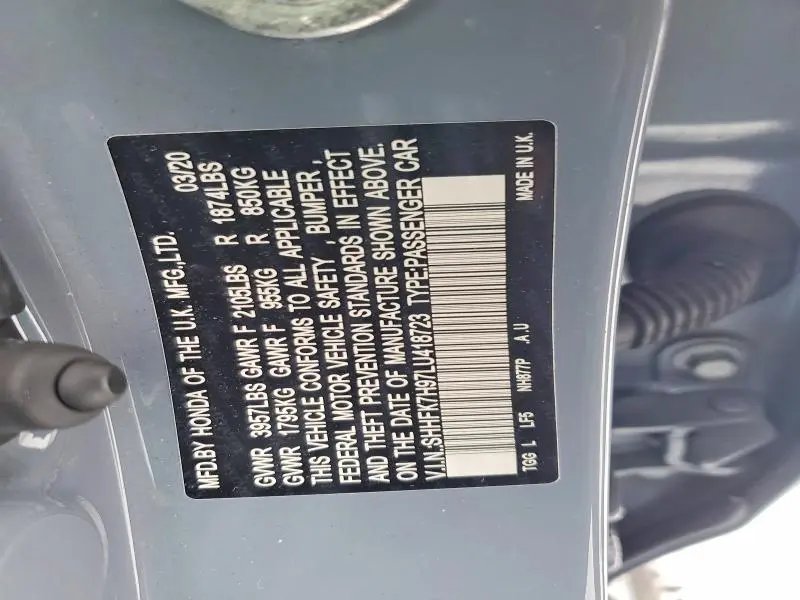 MFD.BY HONDA OF THE U.K. MFG.,LTD. 03/20
GVWR 3957LBS GAWR F 2105LBS R 1874LBS
GVWR 1795KG GAWR F 955KG R 850KG
THIS VEHICLE CONFORMS TO ALL APPLICABLE
FEDERAL MOTOR VEHICLE SAFETY , BUMPER ,
AND THEFT PREVENTION STANDARDS IN EFFECT
ON THE DATE OF MANUFACTURE SHOWN ABOVE.
V.I.N.SHHFK7H97LU418723 TYPE:PASSENGER CAR
TGG L LF5 NH877P A.U MADE IN U.K.